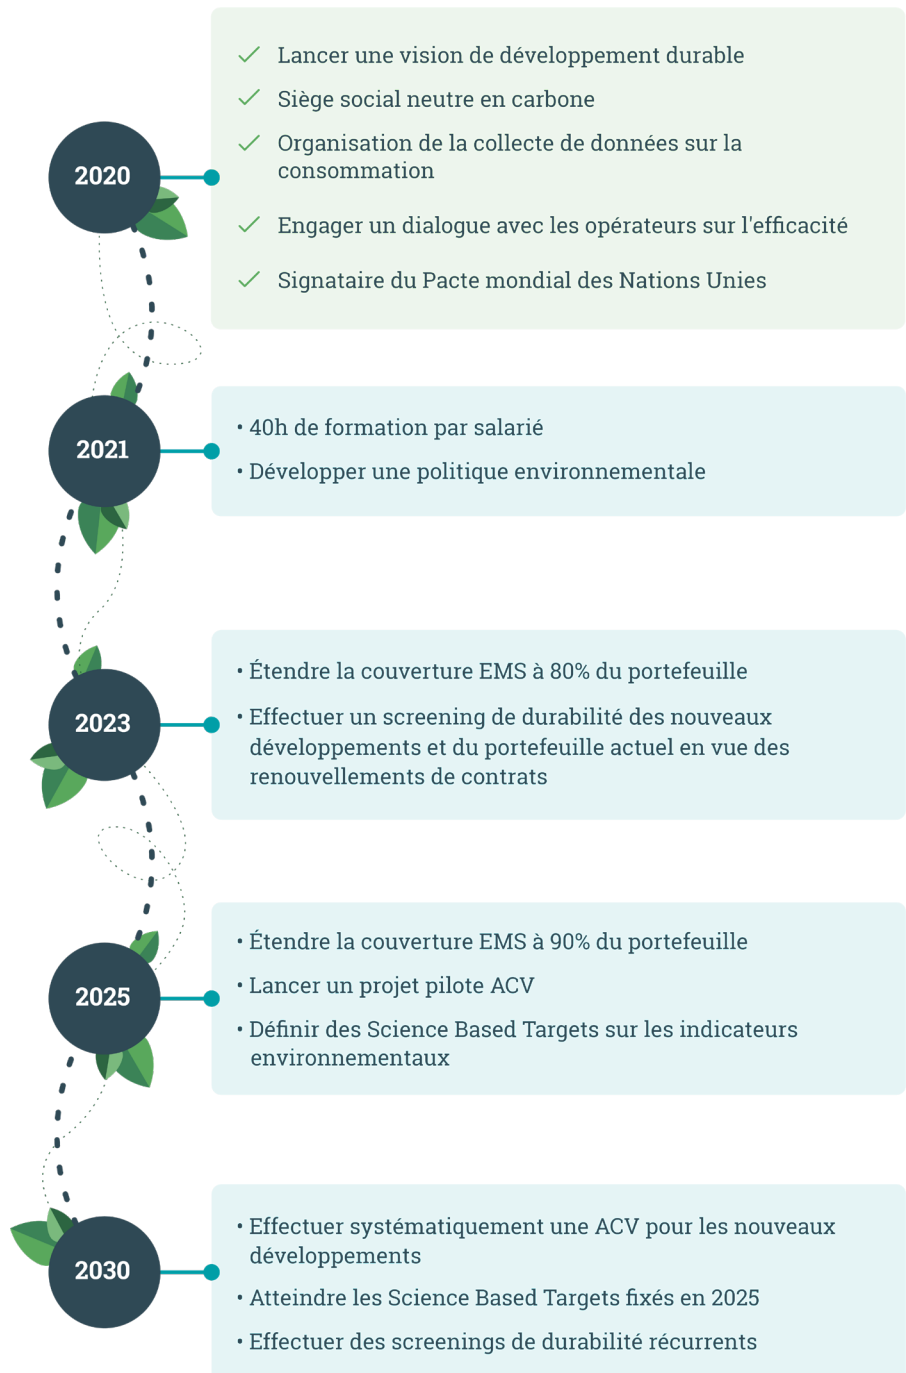 Lancer une vision de développement durable
Siège social neutre en carbone
Organisation de la collecte de données sur la
consommation
2020
Engager un dialogue avec les opérateurs sur l'efficacité
Signataire du Pacte mondial des Nations Unies
2021
• 40h de formation par salarié
• Développer une politique environnementale
2023
• Étendre la couverture EMS à 80% du portefeuille
• Effectuer un screening de durabilité des nouveaux
développements et du portefeuille actuel en vue des
renouvellements de contrats
2025
• Étendre la couverture EMS à 90% du portefeuille
• Lancer un projet pilote ACV
• Définir des Science Based Targets sur les indicateurs
environnementaux
2030
• Effectuer systématiquement une ACV pour les nouveaux
développements
• Atteindre les Science Based Targets fixés en 2025
• Effectuer des screenings de durabilité récurrents